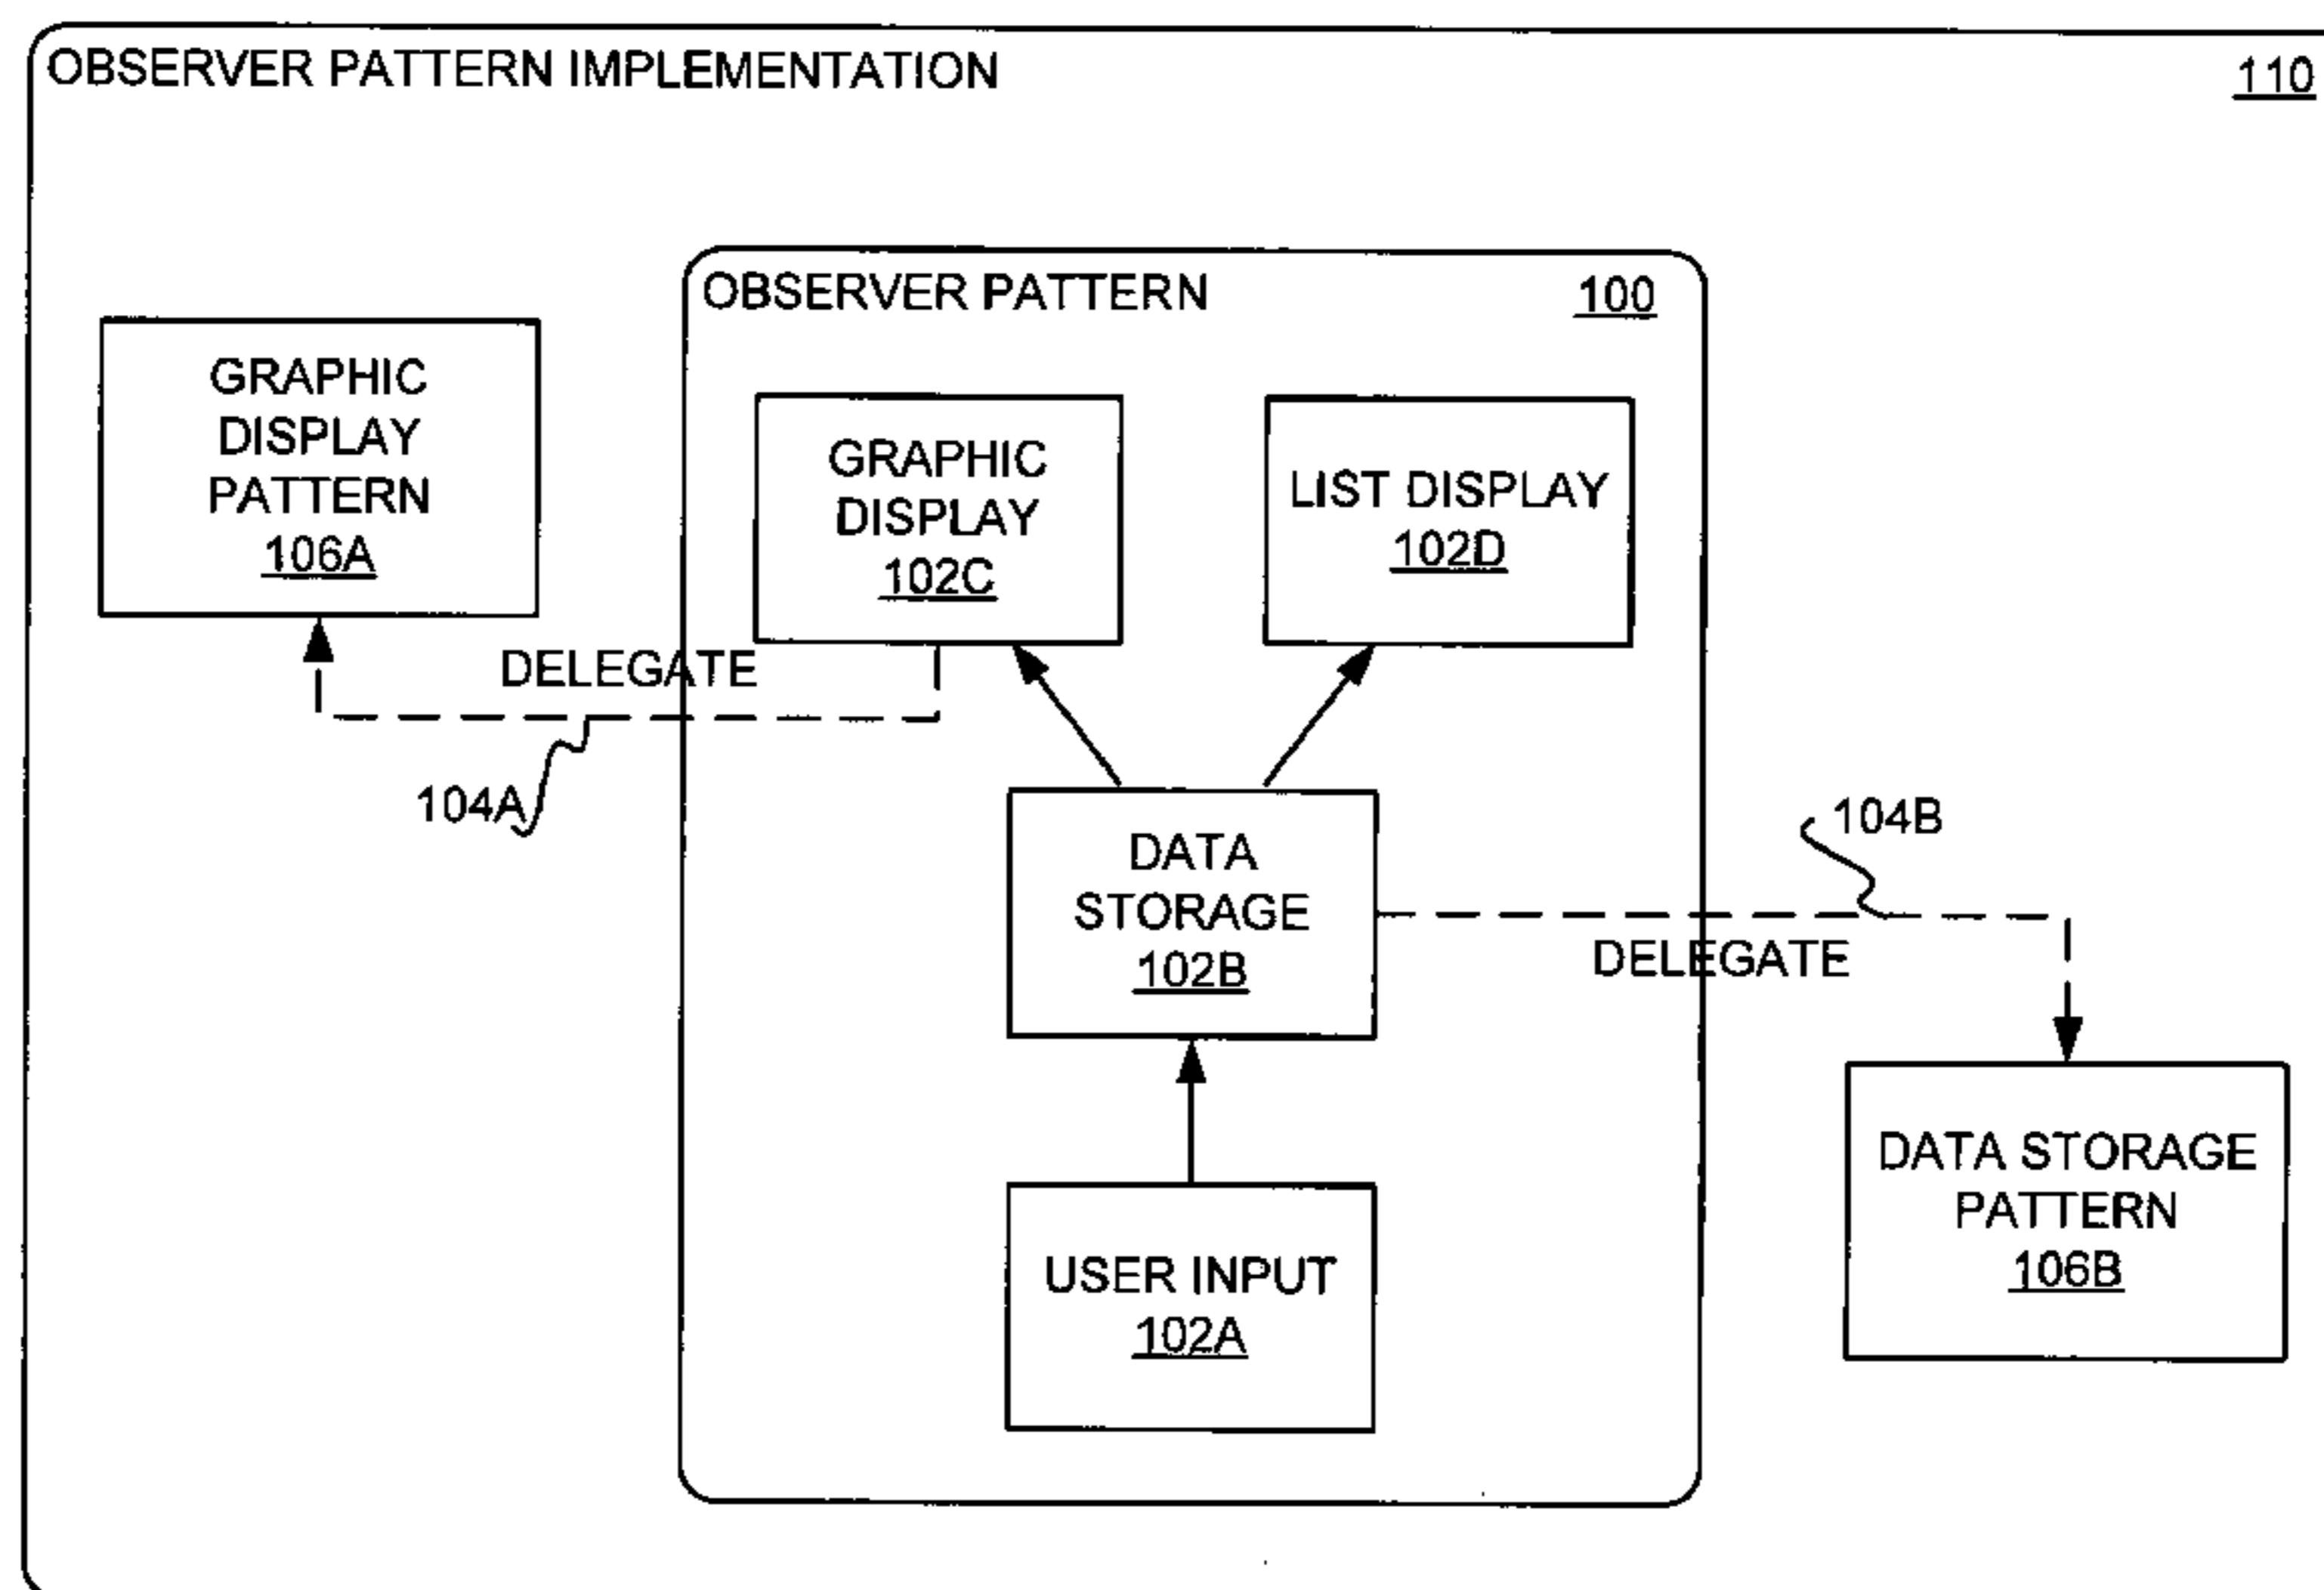 OBSERVER PATTERN IMPLEMENTATION
110
OBSERVER PATTERN
100
GRAPHIC
DISPLAY
PATTERN
106A
GRAPHIC
DISPLAY
102C
LIST DISPLAY
102D
DELEGATE
104A
DATA
STORAGE
102B
104B
DELEGATE
DATA STORAGE
PATTERN
106B
USER INPUT
102A